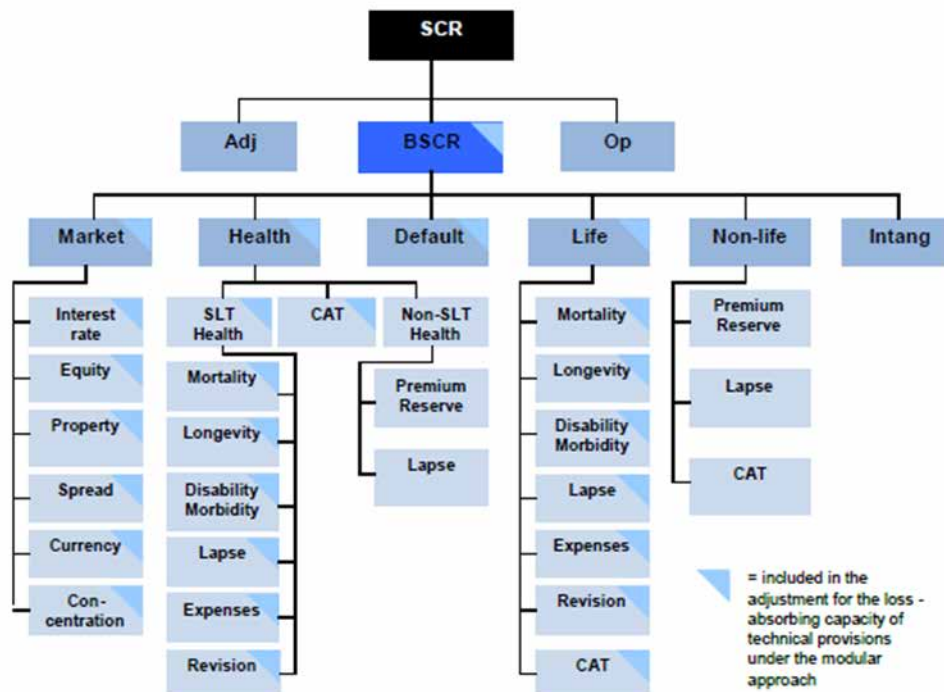 SCR
Adj
BSCR
Op
Market
Health
Default
Life
Non-life
Intang
Interest
rate
Equity
Property
Spread
Currency
Con-
centration
SLT
Health
CAT
Non-SLT
Health
Mortality
Longevity
Disability
Morbidity
Lapse
Expenses
Revision
Premium
Reserve
Lapse
Mortality
Longevity
Disability
Morbidity
Lapse
Expenses
Revision
CAT
Premium
Reserve
Lapse
CAT
= included in the
adjustment for the loss -
absorbing capacity of
technical provisions
under the modular
approach